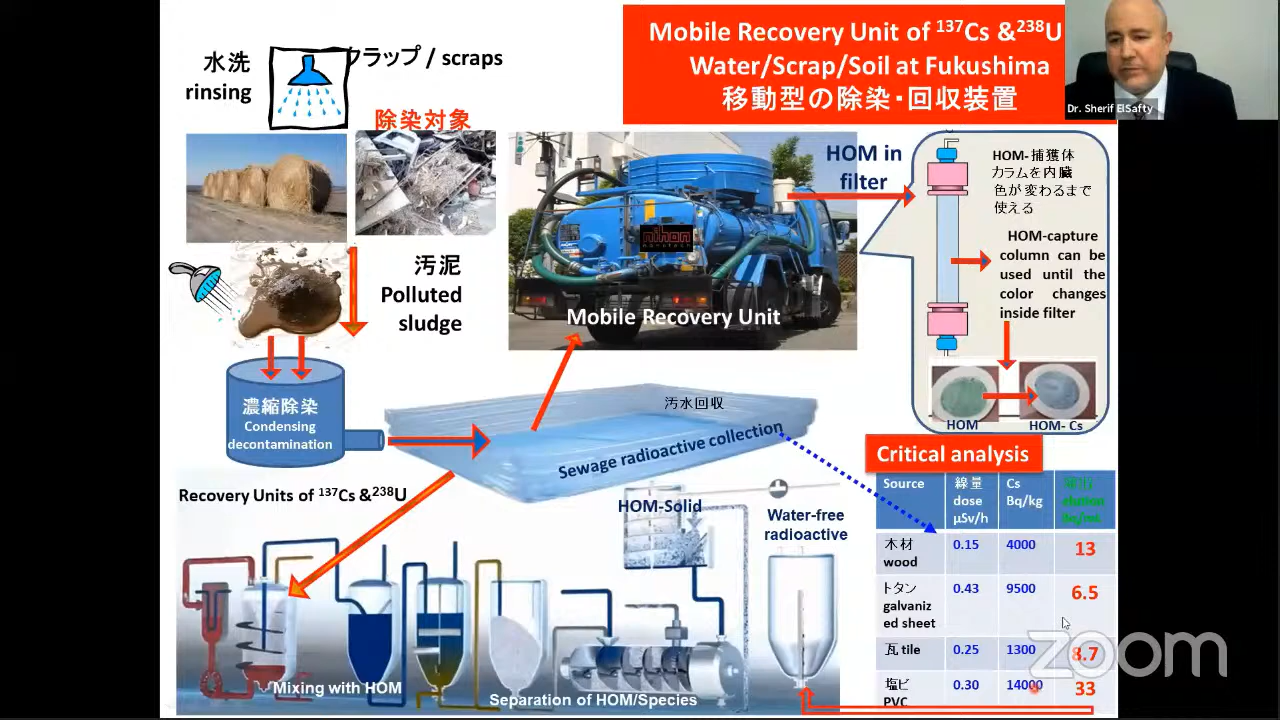 Mobile Recovery Unit of ¹³⁷Cs &²³⁸U
Water/Scrap/Soil at Fukushima
移動型の除染・回収装置
Dr. Sherif ElSafty
水洗
rinsing
クラップ / scraps
除染対象
汚泥
Polluted
sludge
濃縮除染
Condensing
decontamination
nihon
Mobile Recovery Unit
HOM in
filter
HOM-捕獲体
カラムを内臓
色が変わるまで
使える
HOM-capture
column can be
used until the
color changes
inside filter
HOM
HOM- Cs
汚水回収
Sewage radioactive collection
Recovery Units of ¹³⁷Cs &²³⁸U
HOM-Solid
Water-free
radioactive
Mixing with HOM
Separation of HOM/Species
Critical analysis
Source
線量
dose
μSv/h
Cs
Bq/kg
木材
wood
0.15
4000
13
トタン
galvaniz
ed sheet
0.43
9500
6.5
瓦 tile
0.25
1300
8.7
塩ビ
PVC
0.30
14000
33
zoom